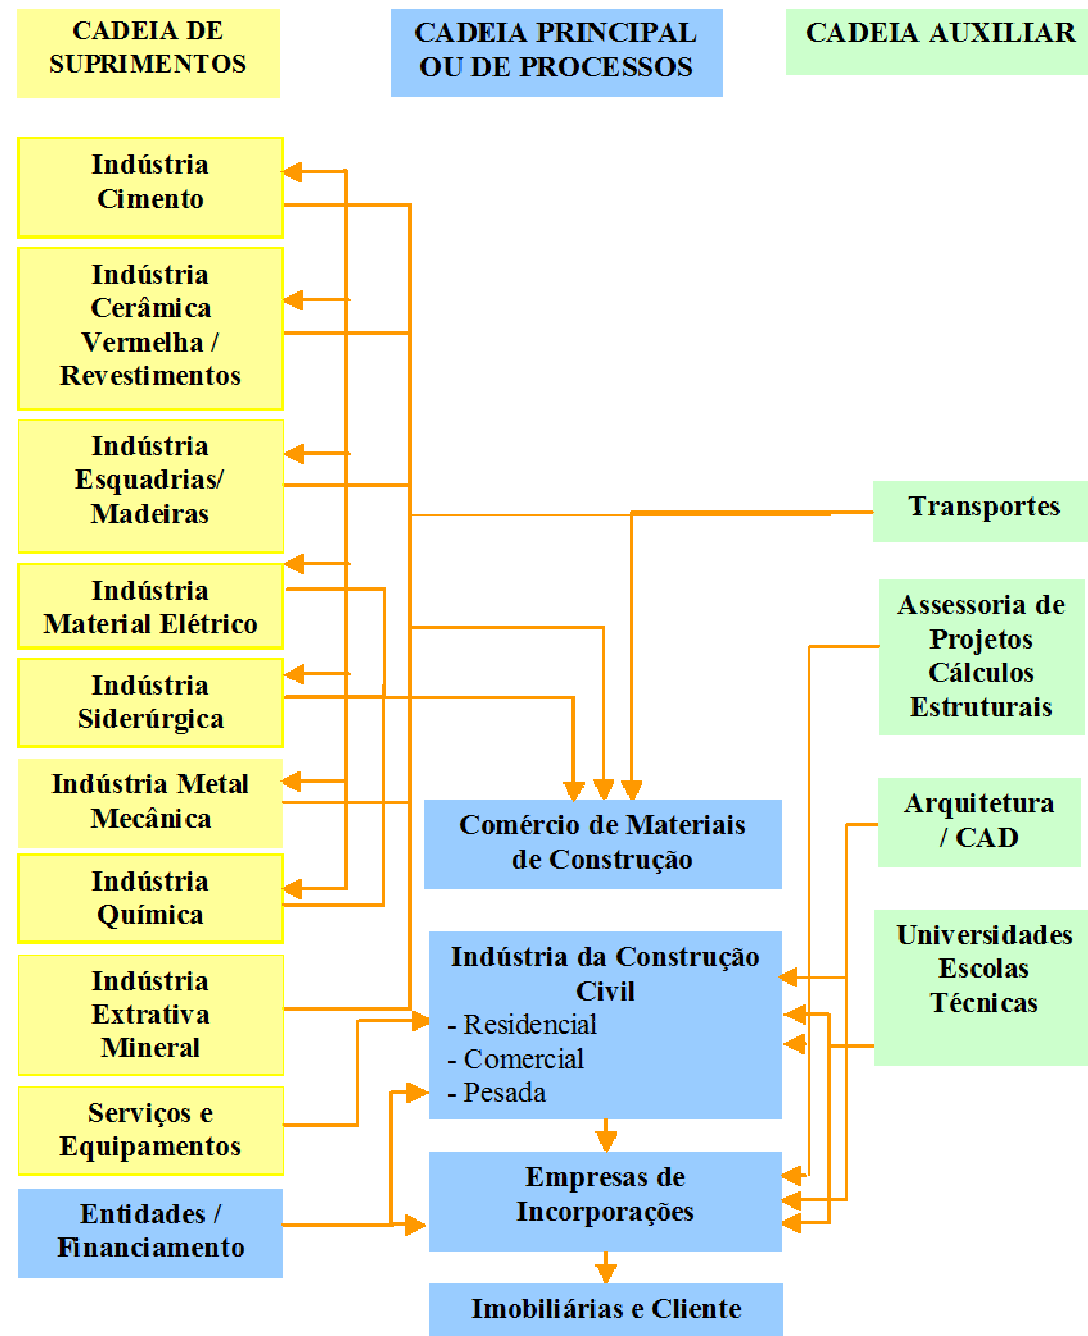 CADEIA DE
SUPRIMENTOS
CADEIA PRINCIPAL
OU DE PROCESSOS
CADEIA AUXILIAR
Indústria
Cimento
Indústria
Cerâmica
Vermelha /
Revestimentos
Indústria
Esquadrias/
Madeiras
Indústria
Material Elétrico
Indústria
Siderúrgica
Indústria Metal
Mecânica
Indústria
Química
Indústria
Extrativa
Mineral
Serviços e
Equipamentos
Entidades /
Financiamento
Comércio de Materiais
de Construção
Indústria da Construção
Civil
- Residencial
- Comercial
- Pesada
Empresas de
Incorporações
Imobiliárias e Cliente
Transportes
Assessoria de
Projetos
Cálculos
Estruturais
Arquitetura
/ CAD
Universidades
Escolas
Técnicas